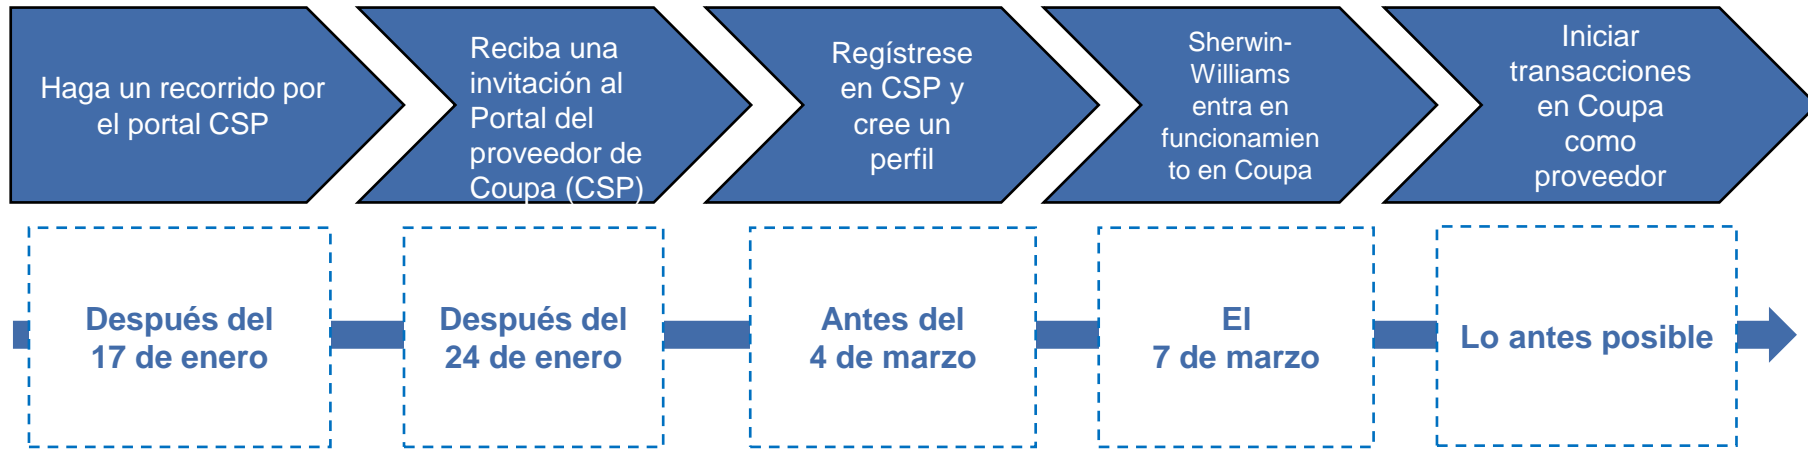 Haga un recorrido por
el portal CSP
Reciba una
invitación al
Portal del
proveedor de
Coupa (CSP)
Regístrese
en CSP y
cree un
perfil
Sherwin-
Williams
entra en
funcionamien
to en Coupa
Iniciar
transacciones
en Coupa
como
proveedor
Después del
17 de enero
Después del
24 de enero
Antes del
4 de marzo
El
7 de marzo
Lo antes posible